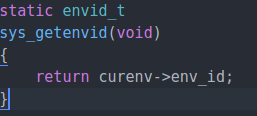 static envid_t
sys_getenvid(void)
{
    return curenv->env_id;
}